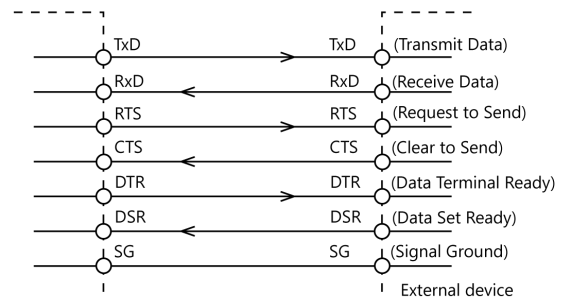 TxD TxD (Transmit Data)
RxD RxD (Receive Data)
RTS RTS (Request to Send)
CTS CTS (Clear to Send)
DTR DTR (Data Terminal Ready)
DSR DSR (Data Set Ready)
SG SG (Signal Ground)
External device